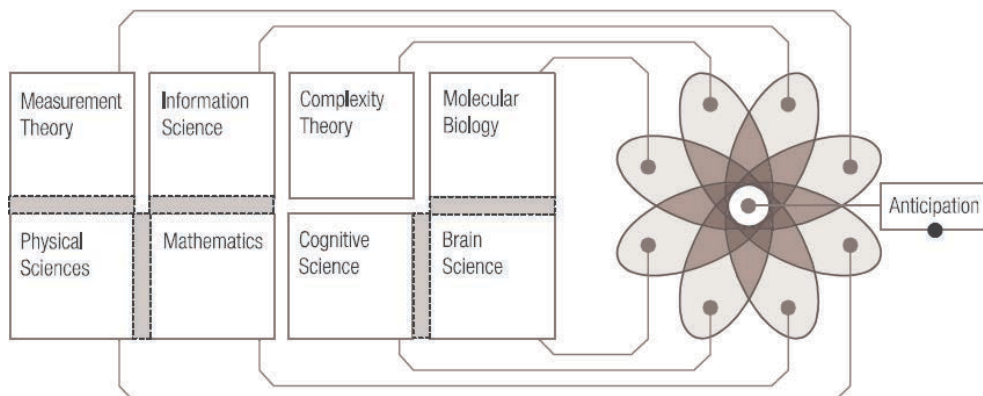 Measurement
Theory
Information
Science
Complexity
Theory
Molecular
Biology
Physical
Sciences
Mathematics
Cognitive
Science
Brain
Science
Anticipation